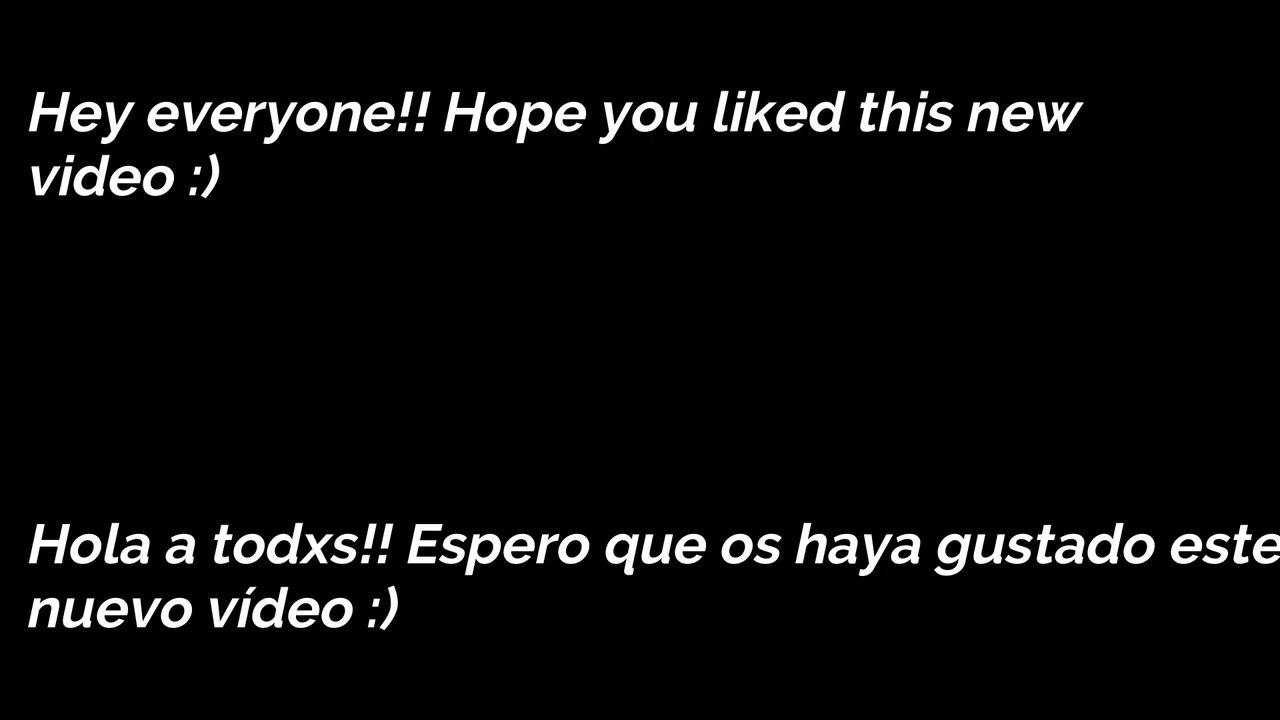 Hey everyone!! Hope you liked this new
video :)
Hola a todxs!! Espero que os haya gustado este
nuevo vídeo :)